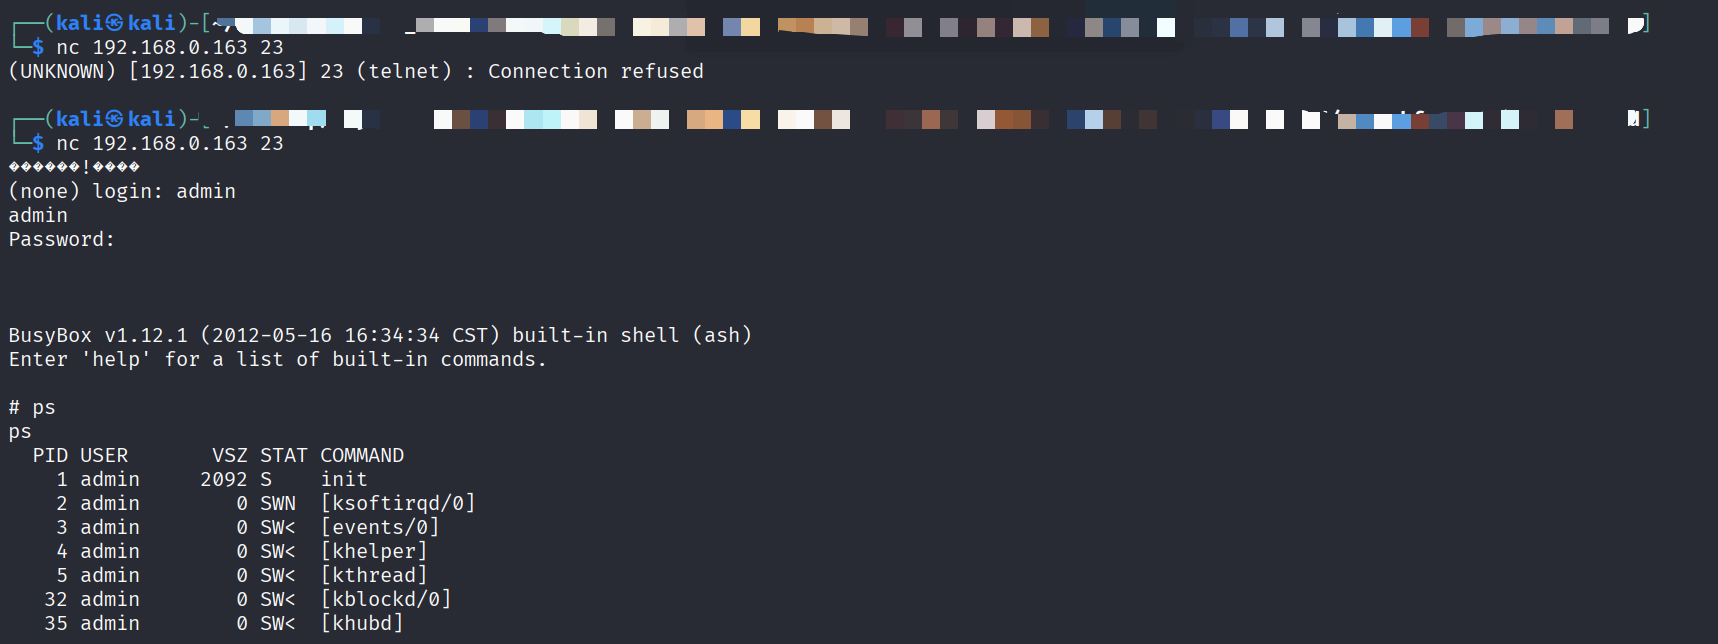 ┌──(kali㉿kali)-[~/
└─$ nc 192.168.0.163 23
(UNKNOWN) [192.168.0.163] 23 (telnet) : Connection refused
┌──(kali㉿kali)-[
└─$ nc 192.168.0.163 23
������!����
(none) login: admin
admin
Password:
BusyBox v1.12.1 (2012-05-16 16:34:34 CST) built-in shell (ash)
Enter 'help' for a list of built-in commands.
# ps
ps
PID USER VSZ STAT COMMAND
1 admin 2092 S init
2 admin 0 SWN [ksoftirqd/0]
3 admin 0 SW< [events/0]
4 admin 0 SW< [khelper]
5 admin 0 SW< [kthread]
32 admin 0 SW< [kblockd/0]
35 admin 0 SW< [khubd]